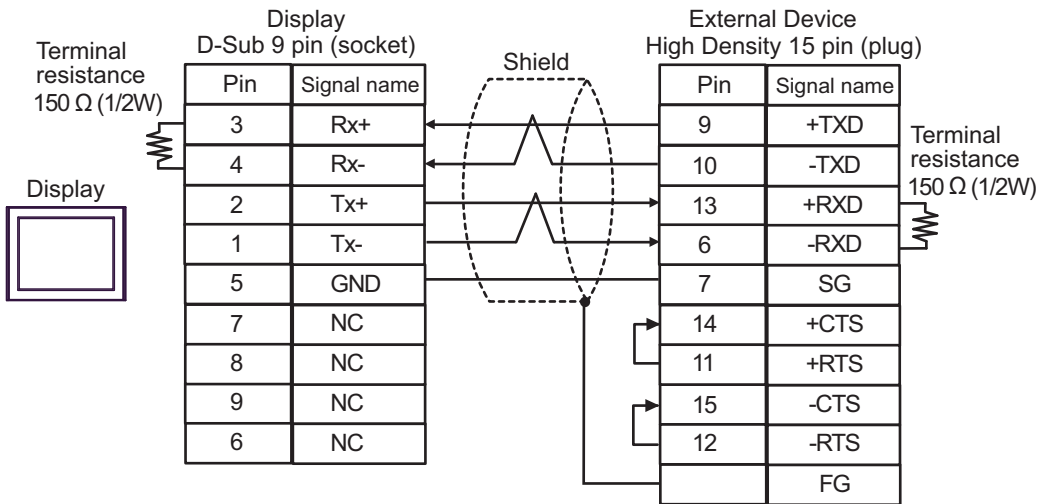 Display
D-Sub 9 pin (socket)
External Device
High Density 15 pin (plug)
Terminal
resistance
150 Ω (1/2W)
Shield
Pin Signal name
Pin Signal name
3 Rx+
9 +TXD
4 Rx-
10 -TXD
2 Tx+
13 +RXD
1 Tx-
6 -RXD
5 GND
7 SG
7 NC
14 +CTS
8 NC
11 +RTS
9 NC
15 -CTS
6 NC
12 -RTS
FG
Terminal
resistance
150 Ω (1/2W)
Display